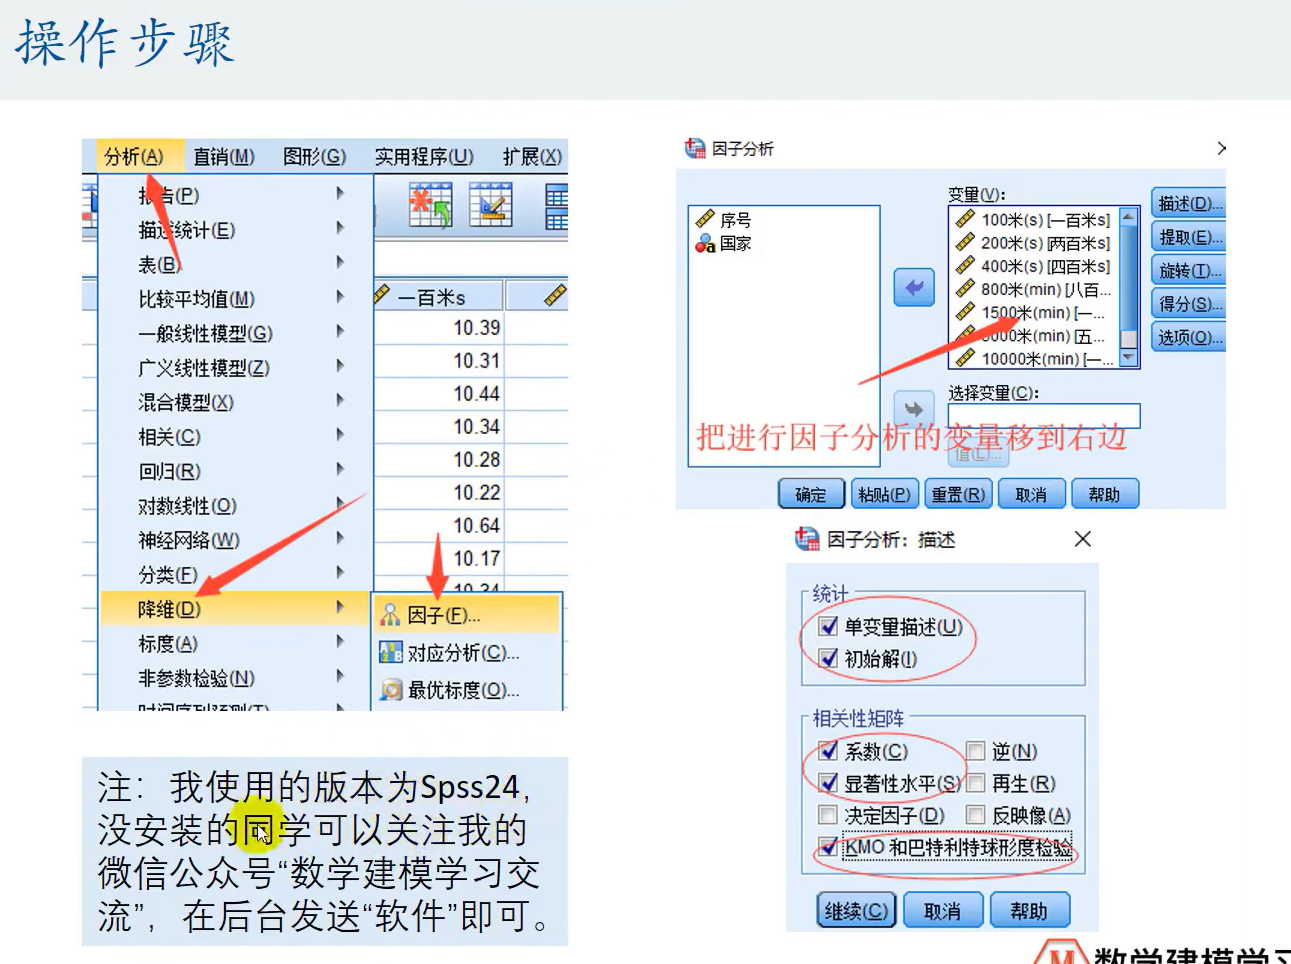 操作步骤
分析(A) 直销(M) 图形(G) 实用程序(U) 扩展(X)
报告(P)
描述统计(E)
表(B)
比较平均值(M)
一般线性模型(G)
广义线性模型(Z)
混合模型(X)
相关(C)
回归(R)
对数线性(O)
神经网络(W)
分类(F)
降维(D)
标度(A)
非参数检验(N)
时间序列预测(T)
一百米s
10.39
10.31
10.44
10.34
10.28
10.22
10.64
10.17
10.34
因子(F)...
对应分析(C)...
最优标度(O)...
注：我使用的版本为Spss24，
没安装的同学可以关注我的
微信公众号“数学建模学习交
流”，在后台发送“软件”即可。
因子分析
序号
国家
变量(V):
100米(s) [一百米s]
200米(s) [两百米s]
400米(s) [四百米s]
800米(min) [八百...
1500米(min) [一...
5000米(min) [五...
10000米(min) [一...
描述(D)...
提取(E)...
旋转(T)...
得分(S)...
选项(O)...
选择变量(C):
把进行因子分析的变量移到右边
值(L)...
确定 粘贴(P) 重置(R) 取消 帮助
因子分析：描述
统计
单变量描述(U)
初始解(I)
相关性矩阵
系数(C) 逆(N)
显著性水平(S) 再生(R)
决定因子(D) 反映像(A)
KMO 和巴特利特球形度检验
继续(C) 取消 帮助
数学建模学习